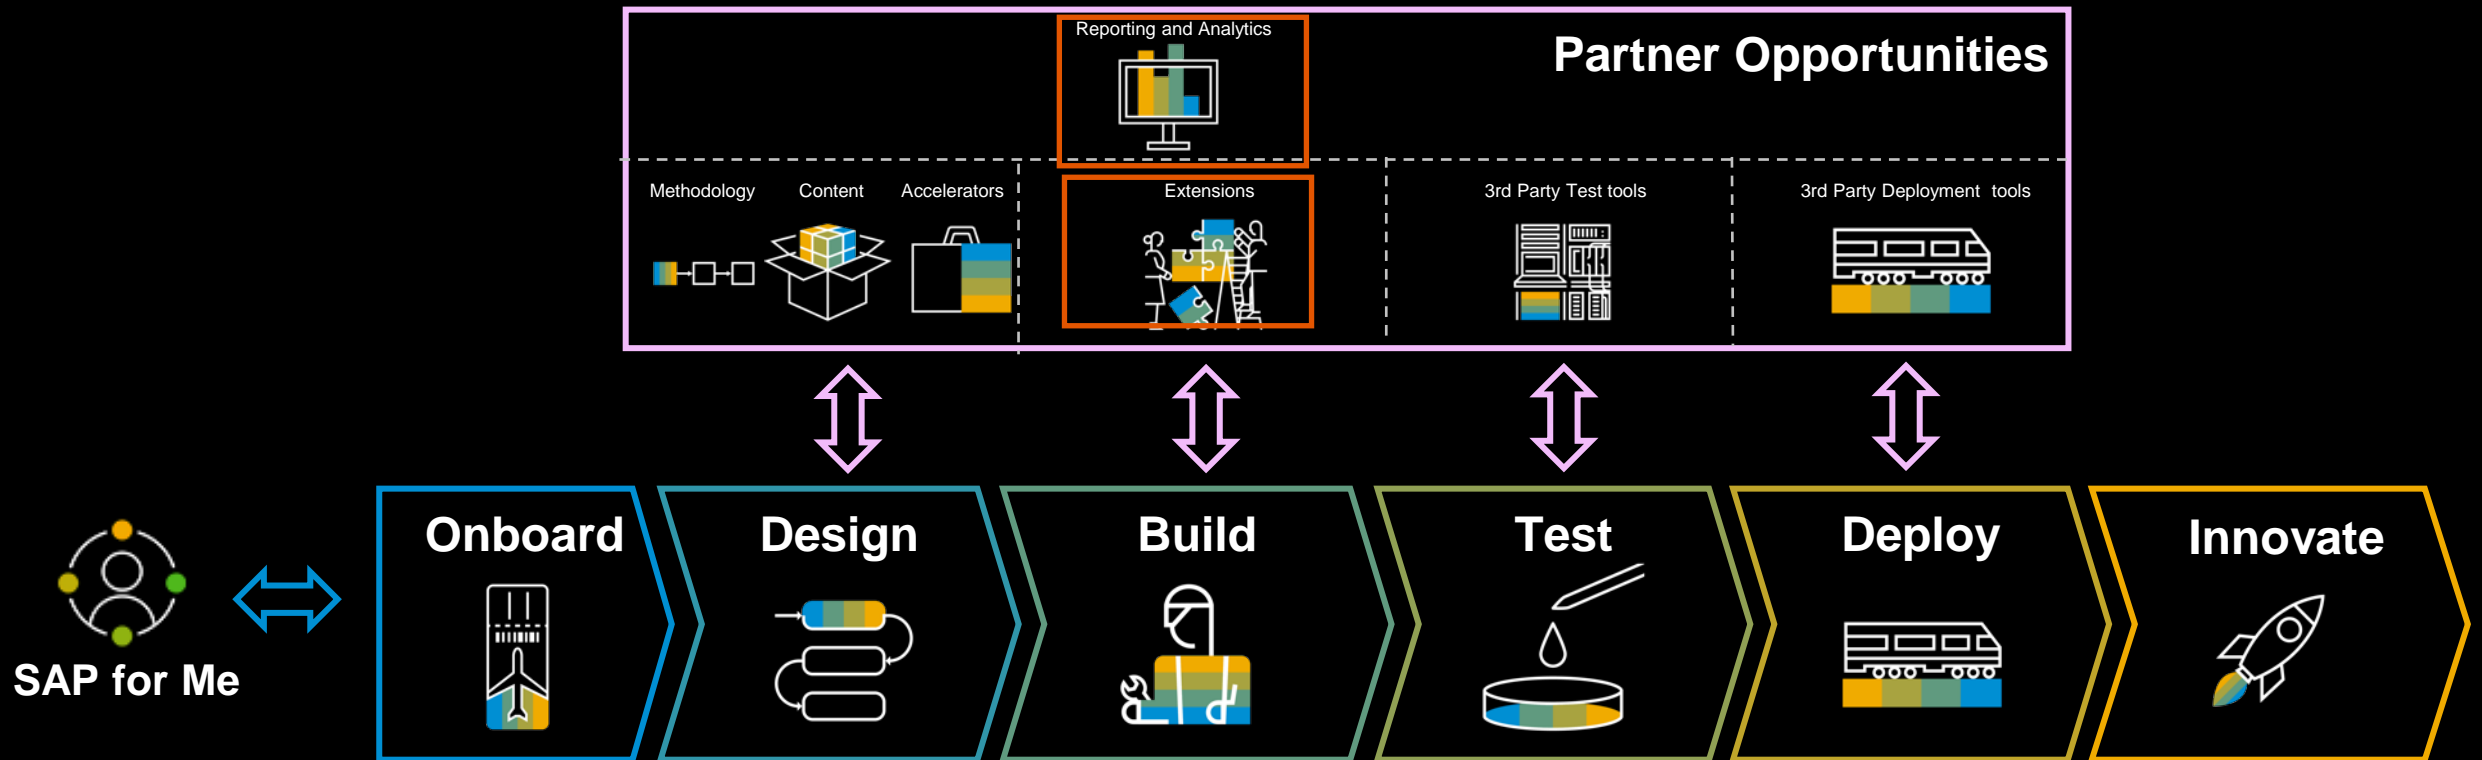 Reporting and Analytics
Partner Opportunities
Methodology
Content
Accelerators
Extensions
3rd Party Test tools
3rd Party Deployment tools
SAP for Me
Onboard
Design
Build
Test
Deploy
Innovate